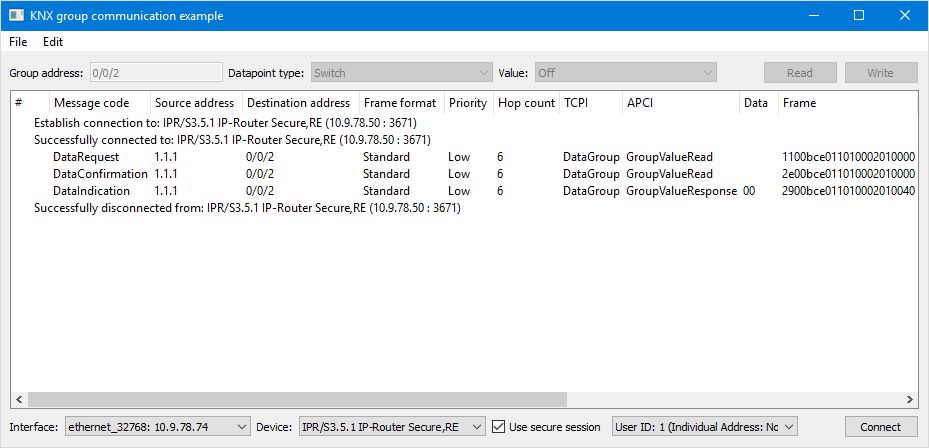 KNX group communication example
File Edit
Group address: 0/0/2 Datapoint type: Switch Value: Off Read Write
# Message code Source address Destination address Frame format Priority Hop count TCPI APCI Data Frame
Establish connection to: IPR/S3.5.1 IP-Router Secure,RE (10.9.78.50 : 3671)
Successfully connected to: IPR/S3.5.1 IP-Router Secure,RE (10.9.78.50 : 3671)
DataRequest 1.1.1 0/0/2 Standard Low 6 DataGroup GroupValueRead 1100bce011010002010000
DataConfirmation 1.1.1 0/0/2 Standard Low 6 DataGroup GroupValueRead 2e00bce011010002010000
DataIndication 1.1.1 0/0/2 Standard Low 6 DataGroup GroupValueResponse 00 2900bce011010002010040
Successfully disconnected from: IPR/S3.5.1 IP-Router Secure,RE (10.9.78.50 : 3671)
Interface: ethernet_32768: 10.9.78.74 Device: IPR/S3.5.1 IP-Router Secure,RE Use secure session User ID: 1 (Individual Address: No Connect